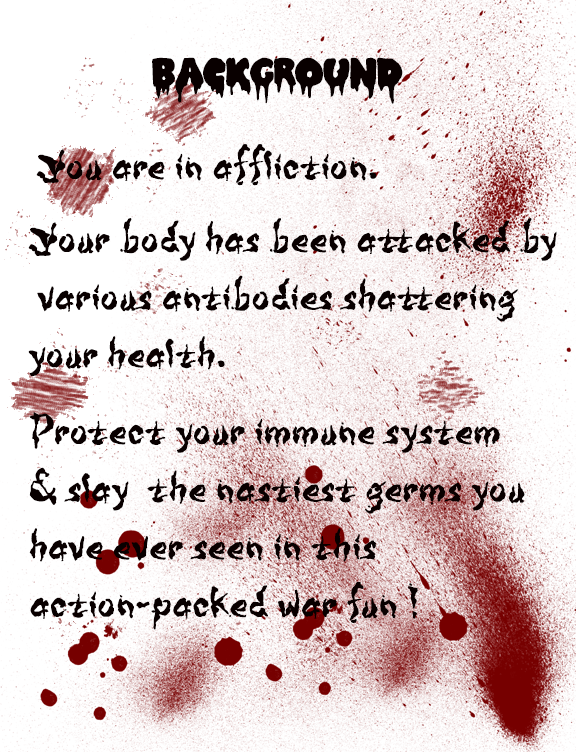 BACKGROUND
You are in affliction.
Your body has been attacked by
various antibodies shattering
your health.
Protect your immune system
& slay the nastiest germs you
have ever seen in this
action-packed war fun !